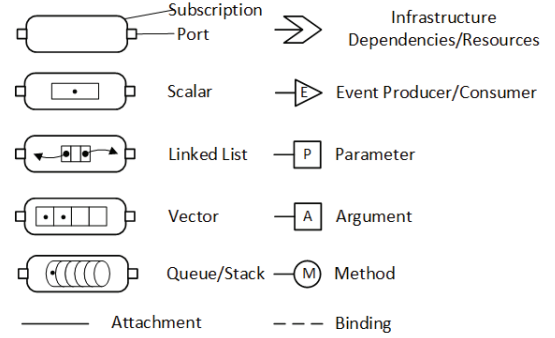 Subscription
Port
Infrastructure
Dependencies/Resources
Scalar
E
Event Producer/Consumer
Linked List
P
Parameter
Vector
A
Argument
Queue/Stack
M
Method
Attachment
Binding